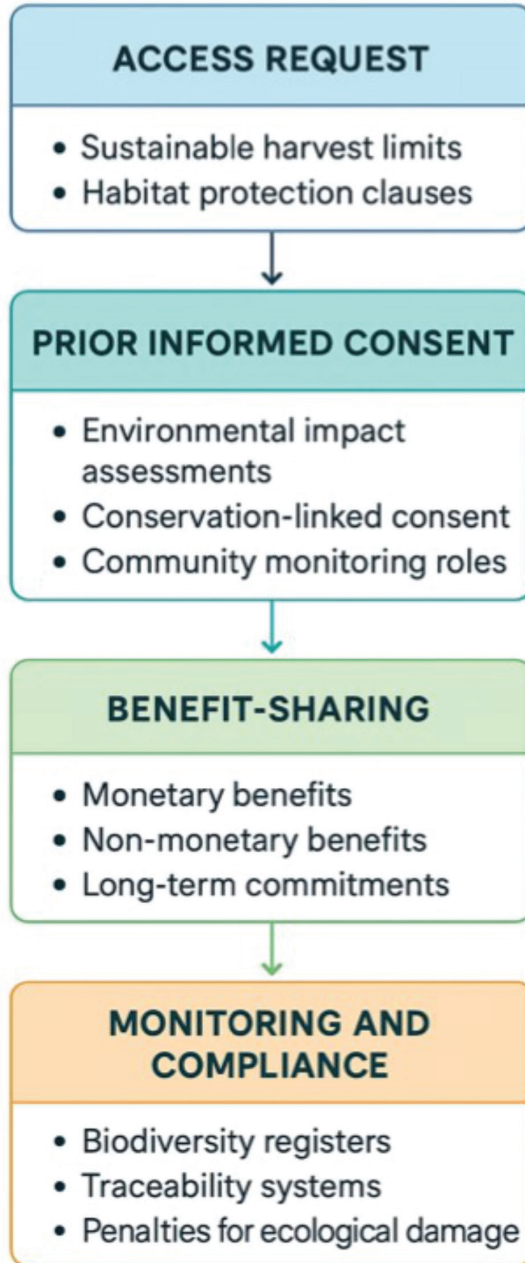 ACCESS REQUEST
• Sustainable harvest limits
• Habitat protection clauses
PRIOR INFORMED CONSENT
• Environmental impact
assessments
• Conservation-linked consent
• Community monitoring roles
BENEFIT-SHARING
• Monetary benefits
• Non-monetary benefits
• Long-term commitments
MONITORING AND
COMPLIANCE
• Biodiversity registers
• Traceability systems
• Penalties for ecological damage